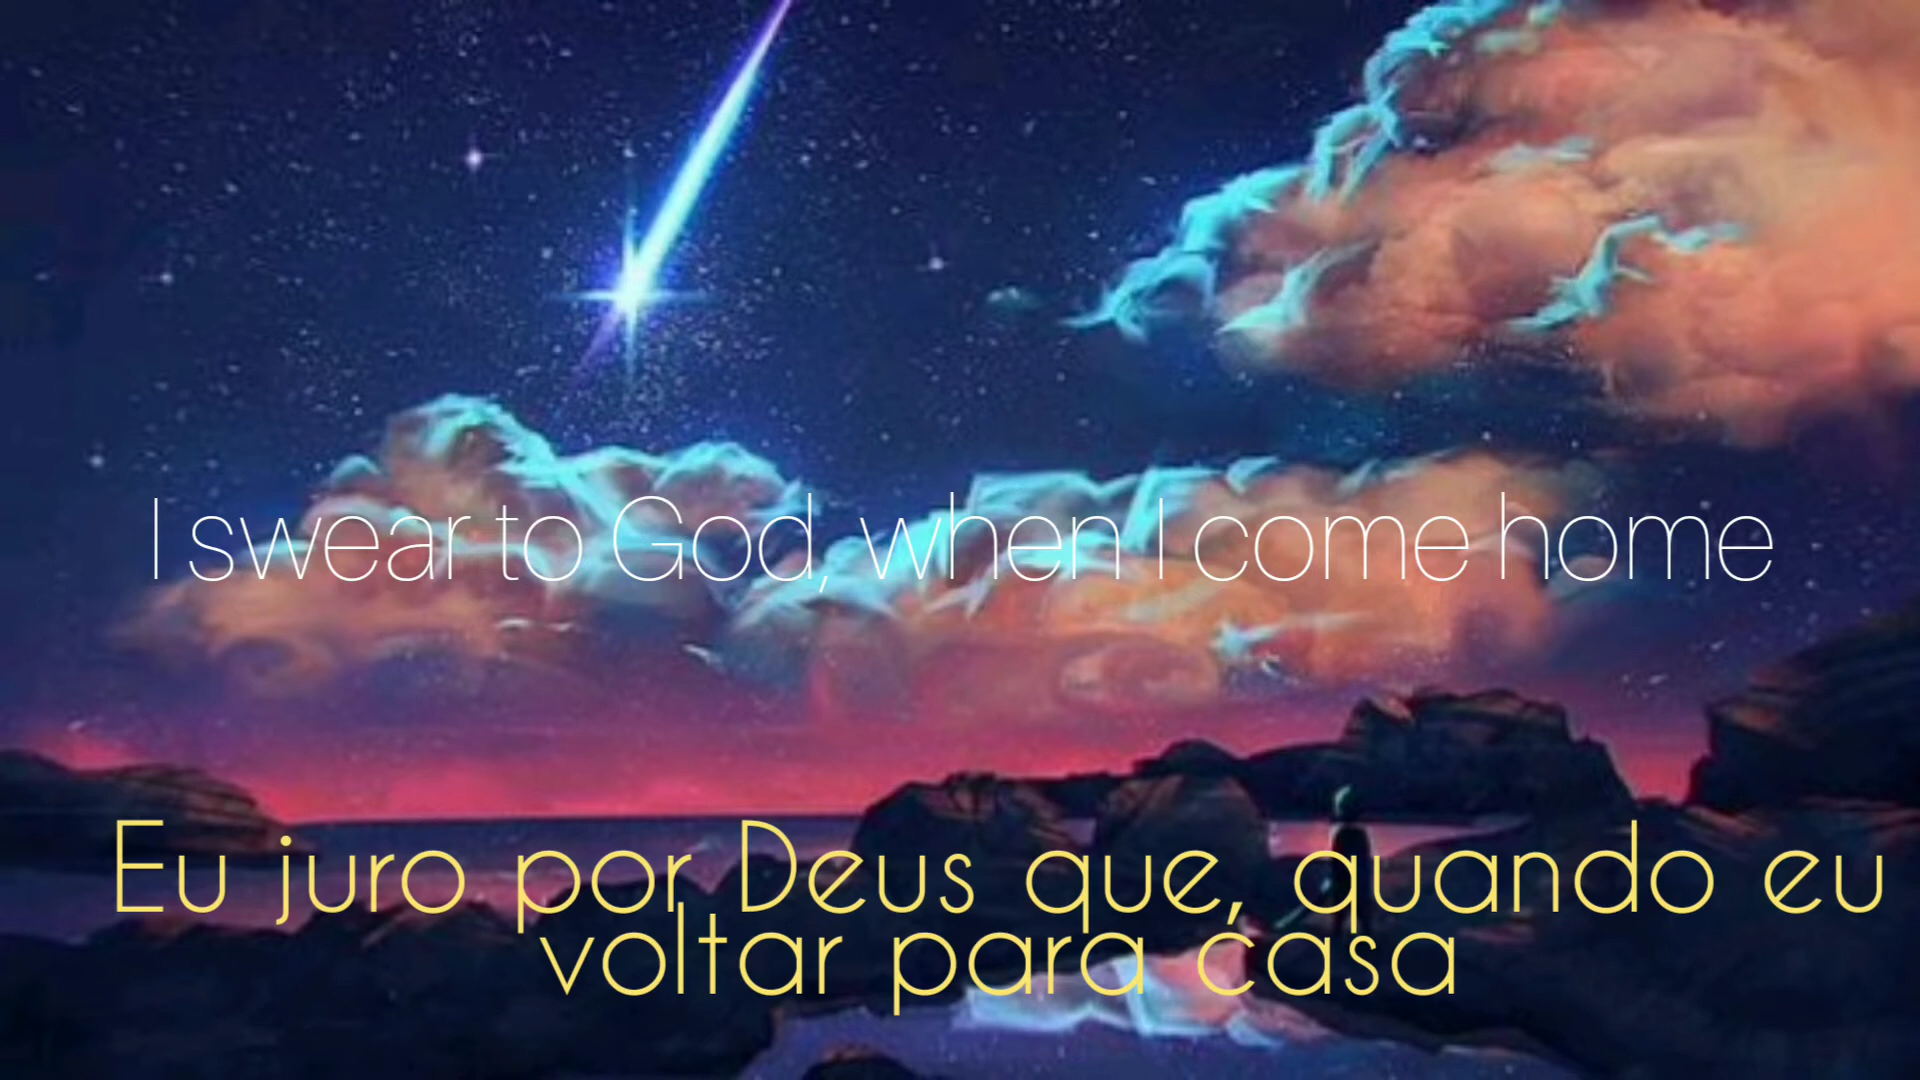 I swear to God, when I come home
Eu juro por Deus que, quando eu
voltar para casa